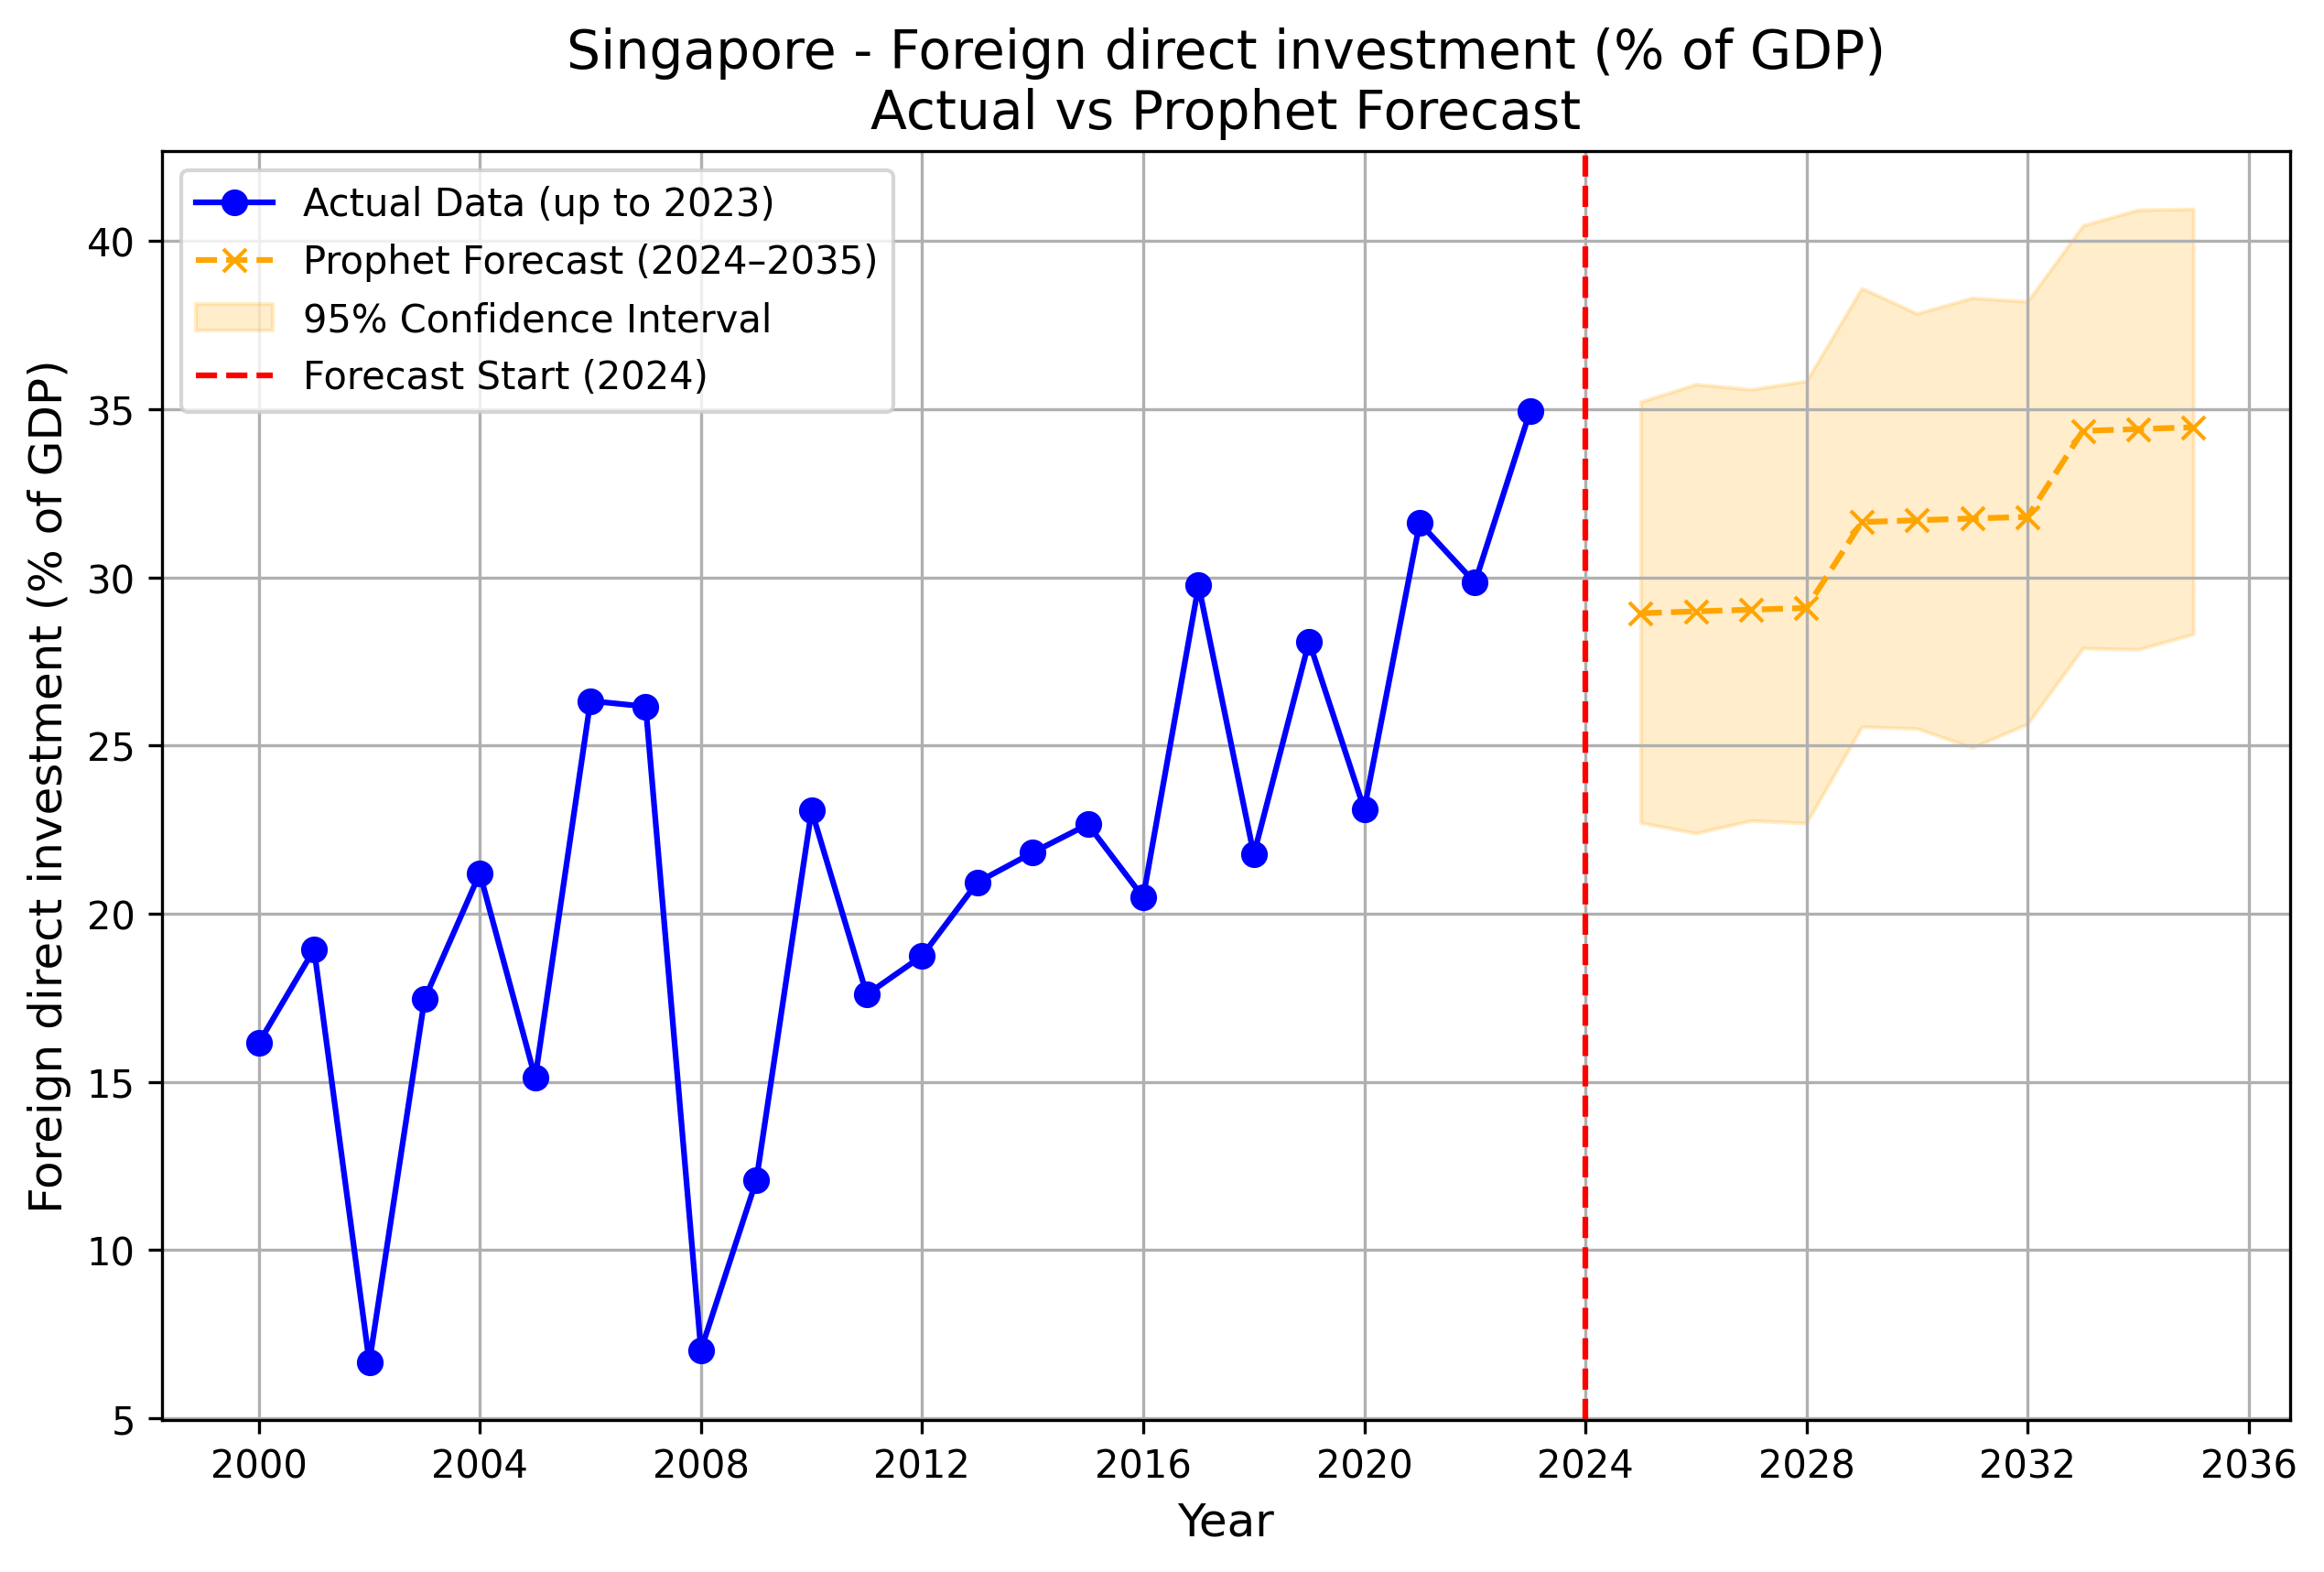 Singapore - Foreign direct investment (% of GDP)
Actual vs Prophet Forecast
Actual Data (up to 2023)
Prophet Forecast (2024–2035)
95% Confidence Interval
Forecast Start (2024)
Foreign direct investment (% of GDP)
40
35
30
25
20
15
10
5
2000 2004 2008 2012 2016 2020 2024 2028 2032 2036
Year